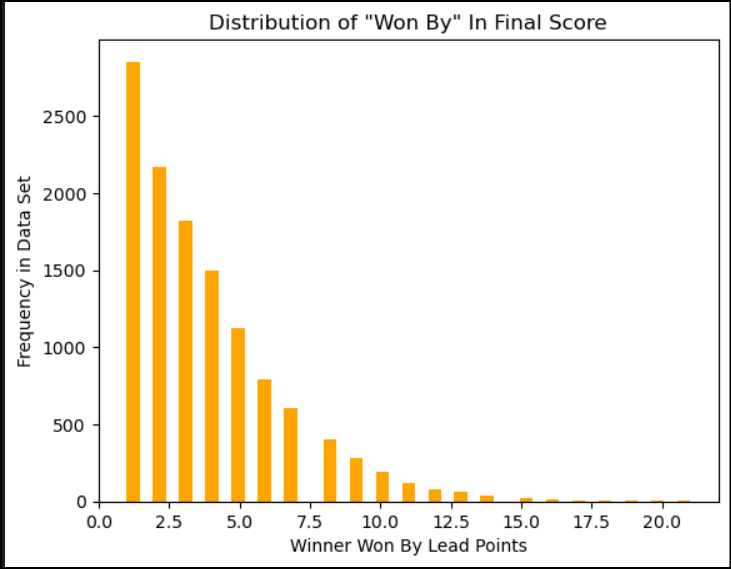 Distribution of "Won By" In Final Score
Frequency in Data Set
2500
2000
1500
1000
500
0
0.0 2.5 5.0 7.5 10.0 12.5 15.0 17.5 20.0
Winner Won By Lead Points